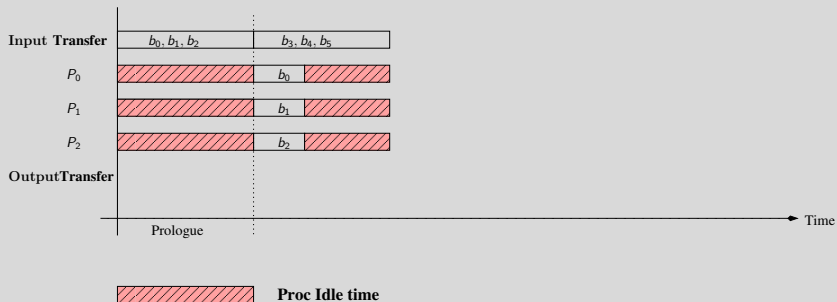 Input Transfer b₀, b₁, b₂ b₃, b₄, b₅
P₀ b₀
P₁ b₁
P₂ b₂
OutputTransfer
Time
Prologue
Proc Idle time